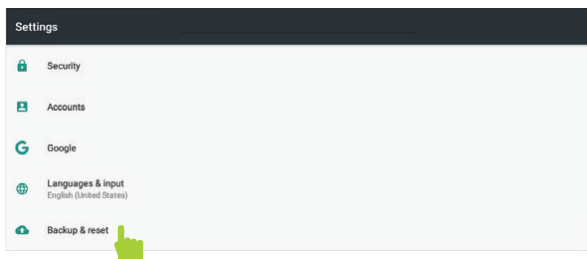 Settings
Security
Accounts
Google
Languages & input
English (United States)
Backup & reset